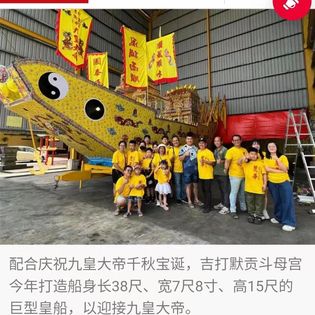 配合庆祝九皇大帝千秋宝诞，吉打默贡斗母宫
今年打造船身长38尺、宽7尺8寸、高15尺的
巨型皇船，以迎接九皇大帝。